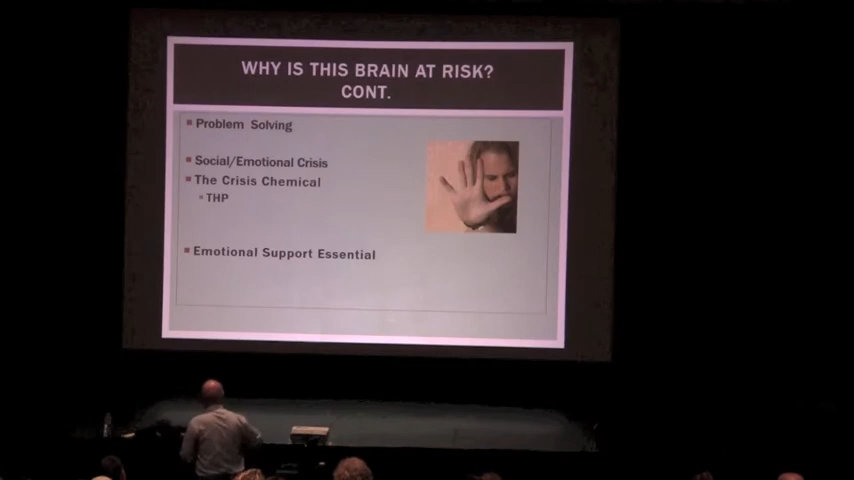 WHY IS THIS BRAIN AT RISK?
CONT.
Problem Solving
Social/Emotional Crisis
The Crisis Chemical
THP
Emotional Support Essential